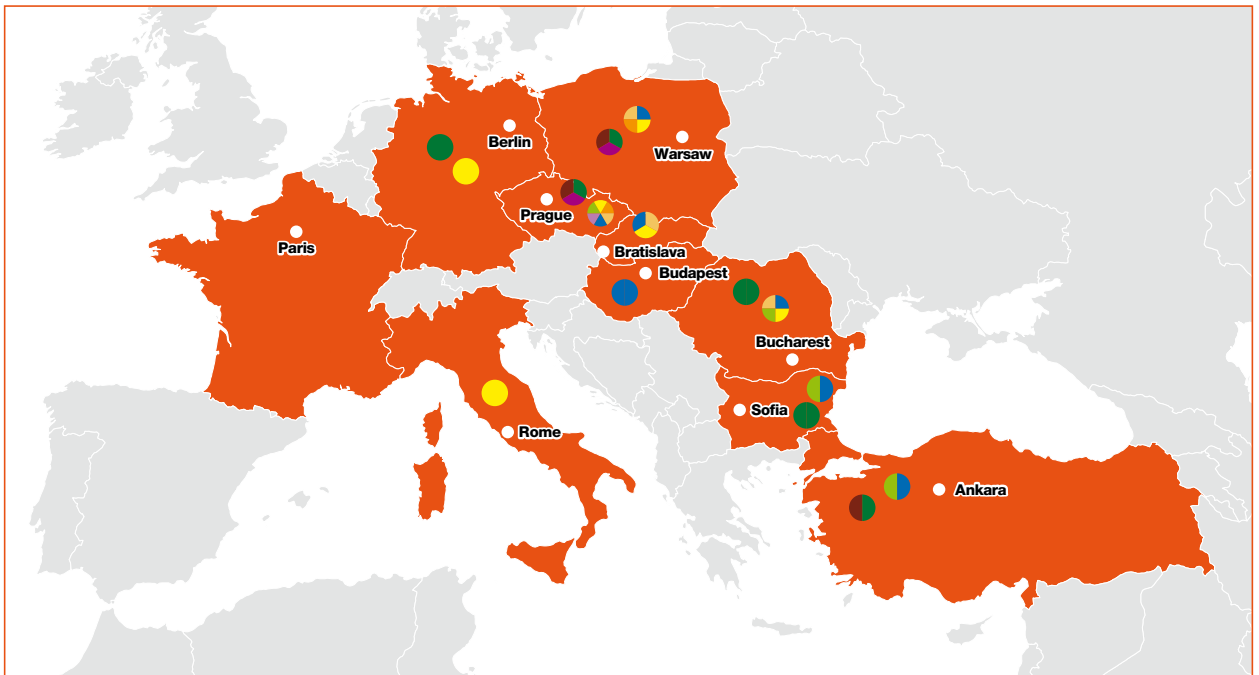 Berlin
Warsaw
Prague
Paris
Bratislava
Budapest
Bucharest
Sofia
Rome
Ankara